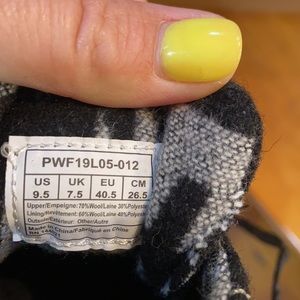 PWF19L05-012
US UK EU CM
9.5 7.5 40.5 26.5
Upper/Empeigne: 70%Wool/Laine 30%Polyester
Lining/Revêtement: 60%Wool/Laine 40%Polyester
Outsole/Extérieur: Other/Autre
Made in China/Fabriqué en Chine
RN